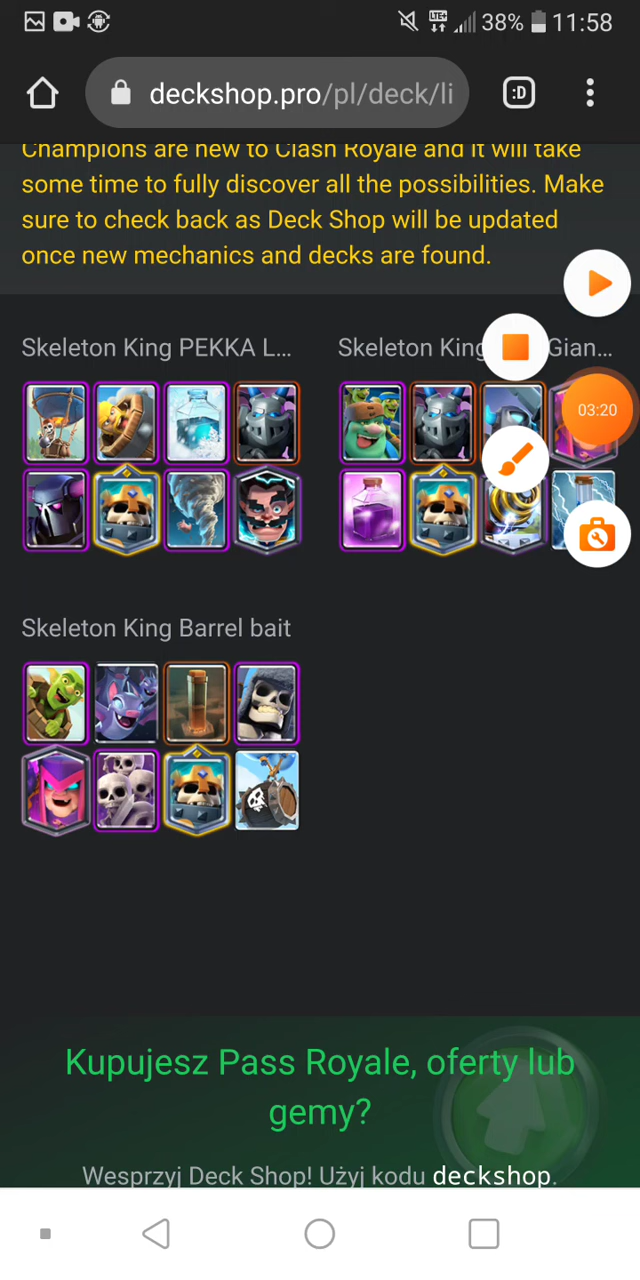 38% 11:58
deckshop.pro/pl/deck/li :D
Champions are new to Clash Royale and it will take
some time to fully discover all the possibilities. Make
sure to check back as Deck Shop will be updated
once new mechanics and decks are found.
Skeleton King PEKKA L...
Skeleton King Gian...
03:20
Skeleton King Barrel bait
Kupujesz Pass Royale, oferty lub
gemy?
Wesprzyj Deck Shop! Użyj kodu deckshop.